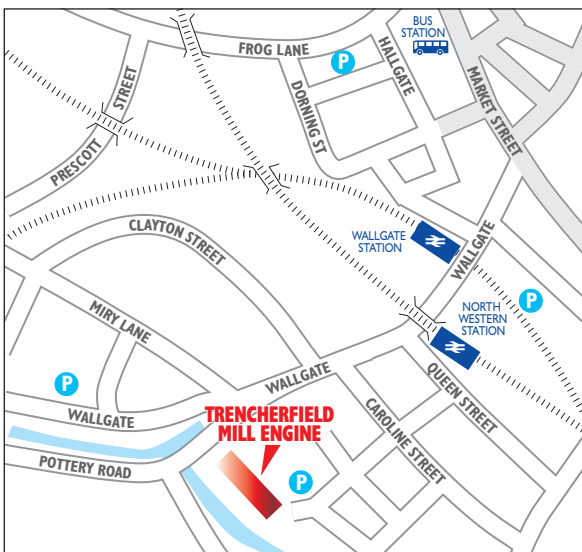 BUS
STATION
FROG LANE
P
HALLGATE
STREET
PRESCOTT
DORNING ST
MARKET STREET
CLAYTON STREET
WALLGATE
STATION
WALLGATE
P
NORTH
WESTERN
STATION
MIRY LANE
P
WALLGATE
WALLGATE
QUEEN STREET
CAROLINE STREET
TRENCHERFIELD
MILL ENGINE
POTTERY ROAD
P